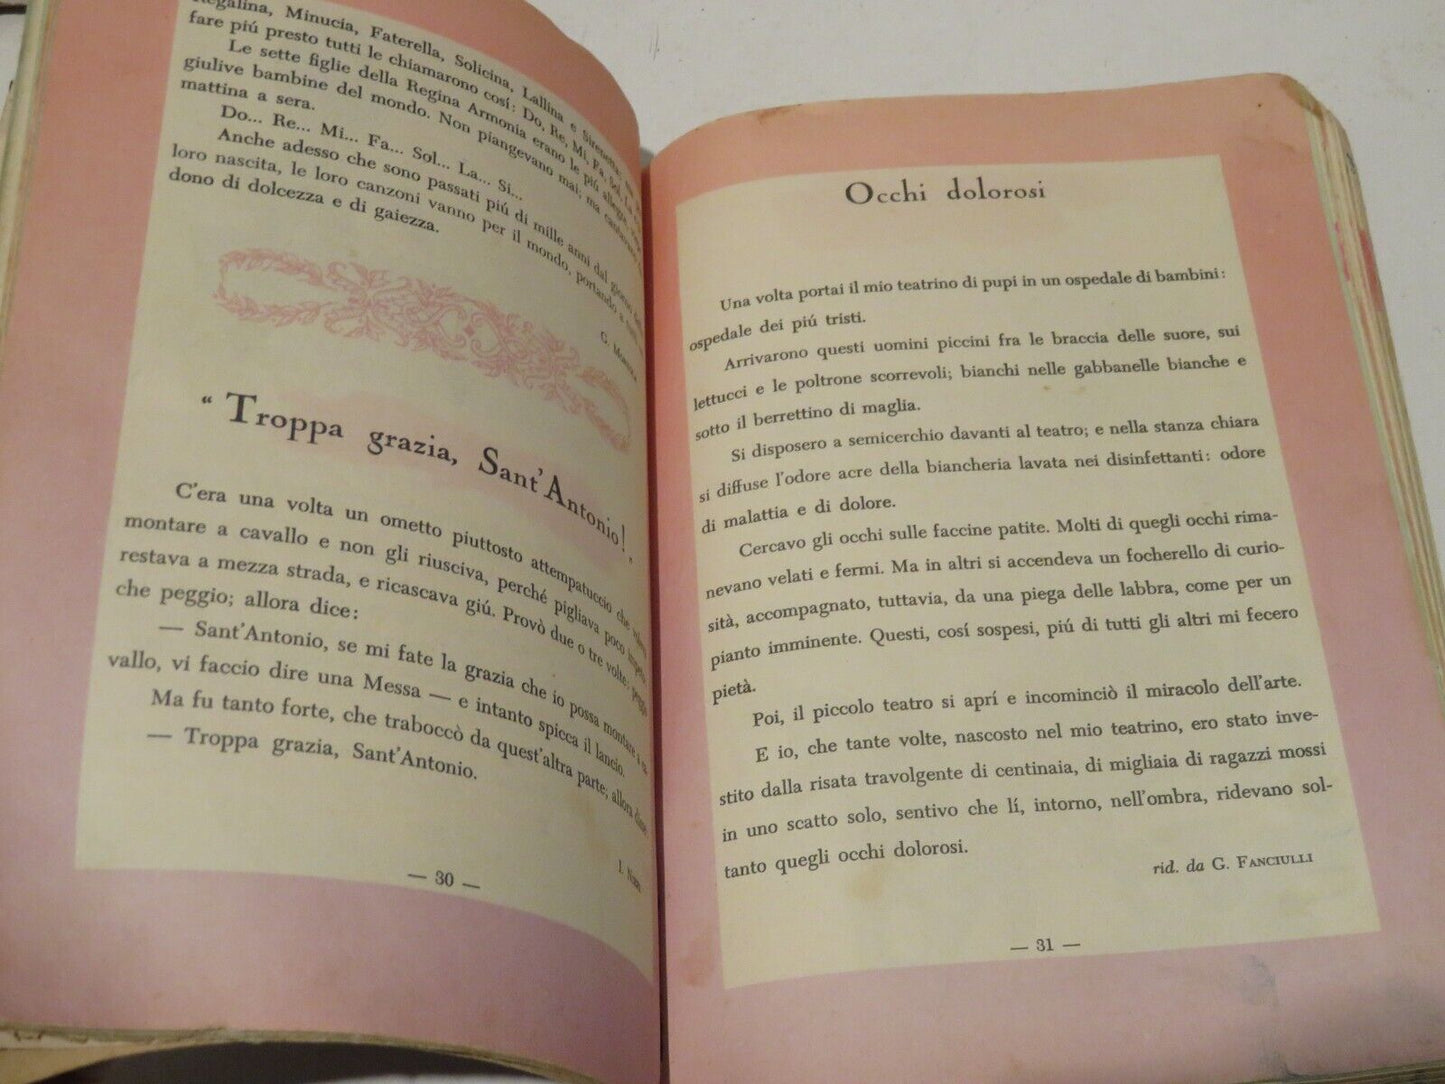 Regalina, Minucía, Faterella, Solicina, Lallina e Sirenetta;
fare piú presto tutti le chiamarono cosí: Do, Re, Mi, Fa, Sol, La,
Le sette figlie della Regina Armonia erano le piú allegre
giulive bambine del mondo. Non piangevano mai; ma cantavano
mattina a sera.
Do... Re... Mi... Fa... Sol... La... Si...
Anche adesso che sono passati piú di mille anni dal giorno
loro nascita, le loro canzoni vanno per il mondo, portando a tutti
dono di dolcezza e di gaiezza.
“ Troppa grazia, Sant'Antonio! „
C'era una volta un ometto piuttosto attempatuccio che voleva
montare a cavallo e non gli riusciva, perché pigliava poco
restava a mezza strada, e ricascava giú. Provò due o tre volte: peggio
che peggio; allora dice:
— Sant'Antonio, se mi fate la grazia che io possa montare a ca-
vallo, vi faccio dire una Messa — e intanto spicca il lancio.
Ma fu tanto forte, che traboccò da quest'altra parte; allora disse:
— Troppa grazia, Sant'Antonio.
— 30 —
Occhi dolorosi
Una volta portai il mio teatrino di pupi in un ospedale di bambini:
ospedale dei piú tristi.
Arrivarono questi uomini piccini fra le braccia delle suore, sui
lettucci e le poltrone scorrevoli; bianchi nelle gabbanelle bianche e
sotto il berrettino di maglia.
Si disposero a semicerchio davanti al teatro; e nella stanza chiara
si diffuse l'odore acre della biancheria lavata nei disinfettanti: odore
di malattia e di dolore.
Cercavo gli occhi sulle faccine patite. Molti di quegli occhi rima-
nevano velati e fermi. Ma in altri si accendeva un focherello di curio-
sità, accompagnato, tuttavia, da una piega delle labbra, come per un
pianto imminente. Questi, cosí sospesi, piú di tutti gli altri mi fecero
pietà.
Poi, il piccolo teatro si aprí e incominciò il miracolo dell'arte.
E io, che tante volte, nascosto nel mio teatrino, ero stato inve-
stito dalla risata travolgente di centinaia, di migliaia di ragazzi mossi
in uno scatto solo, sentivo che lí, intorno, nell'ombra, ridevano sol-
tanto quegli occhi dolorosi.
rid. da G. FANCIULLI
— 31 —